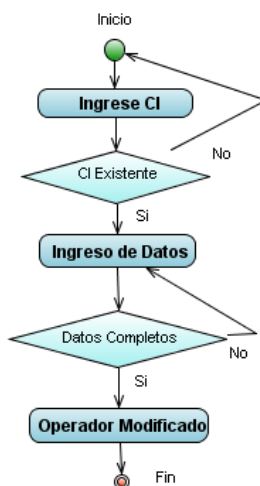 Inicio
Ingrese CI
CI Existente
No
Si
Ingreso de Datos
Datos Completos
No
Si
Operador Modificado
Fin